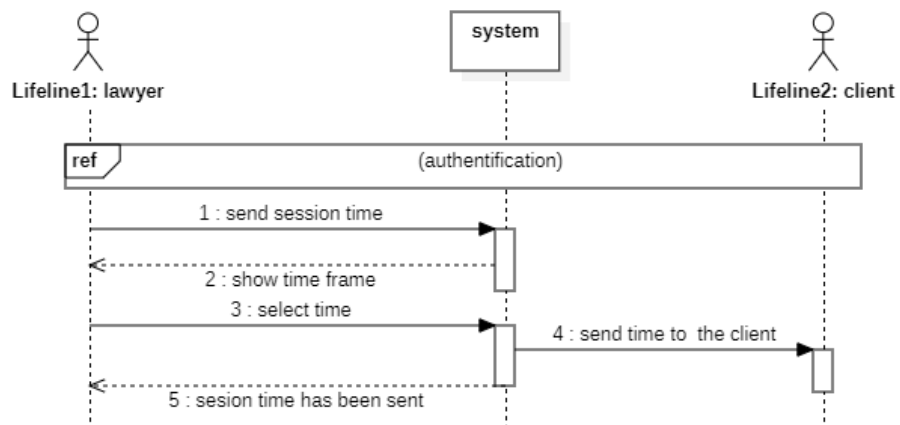 system
Lifeline1: lawyer
Lifeline2: client
ref
(authentification)
1 : send session time
2 : show time frame
3 : select time
4 : send time to  the client
5 : sesion time has been sent